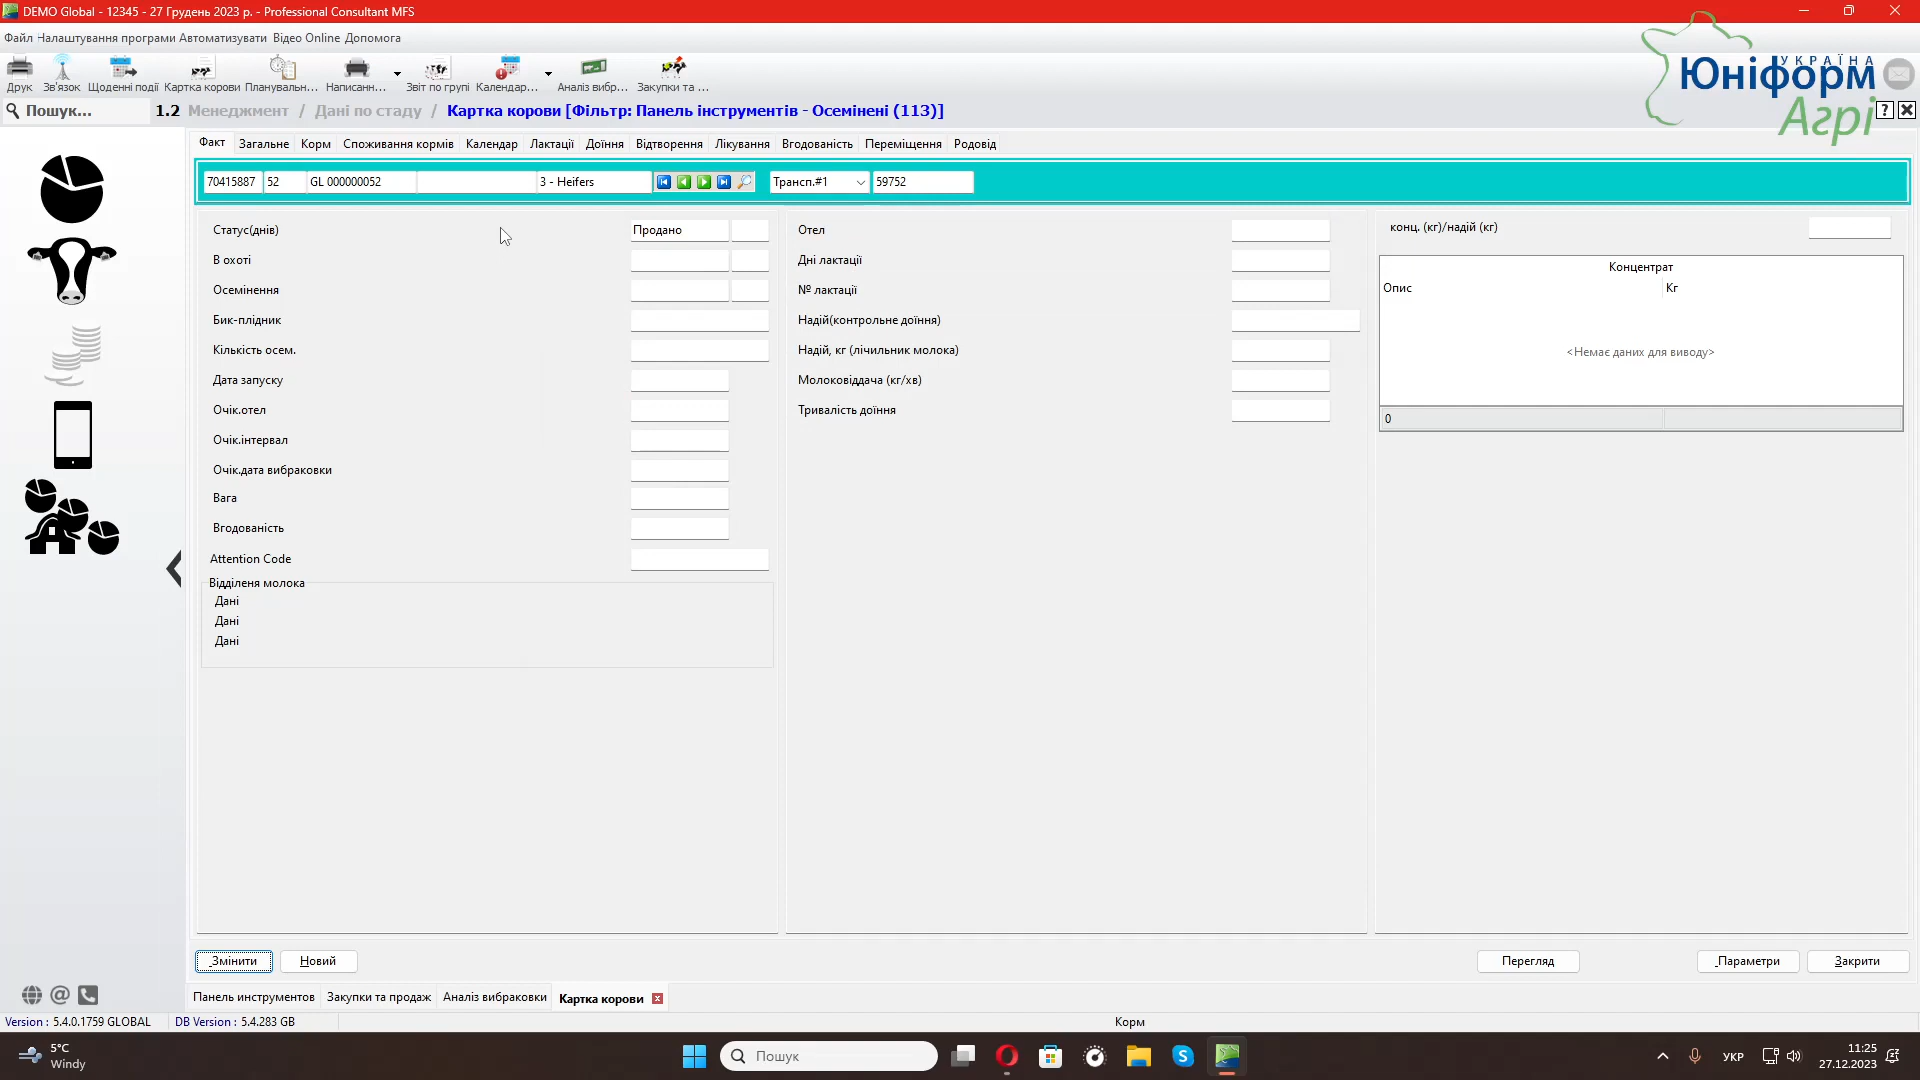 DEMO Global - 12345 - 27 Грудень 2023 р. - Professional Consultant MFS
Файл Налаштування програми Автоматизувати Відео Online Допомога
Друк Зв'язок Щоденні події Картка корови Планувальн... Написанн... Звіт по групі Календар... Аналіз вибр... Закупки та ...
УКРАЇНА
Юніформ
Агрі
Пошук... 1.2 Менеджмент / Дані по стаду / Картка корови [Фільтр: Панель інструментів - Осемінені (113)]
?
Факт Загальне Корм Споживання кормів Календар Лактації Доїння Відтворення Лікування Вгодованість Переміщення Родовід
70415887 52 GL 000000052 3 - Heifers Трансп.#1 59752
Статус(днів) Продано Отел конц. (кг)/надій (кг)
В охоті Дні лактації Концентрат
Осемінення № лактації Опис Кг
Бик-плідник Надій(контрольне доїння)
Кількість осем. Надій, кг (лічильник молока) <Немає даних для виводу>
Дата запуску Молоковіддача (кг/хв)
Очік.отел Тривалість доїння 0
Очік.інтервал
Очік.дата вибраковки
Вага
Вгодованість
Attention Code
Відділеня молока
Дані
Дані
Дані
Змінити Новий Перегляд Параметри Закрити
Панель инструментів Закупки та продаж Аналіз вибраковки Картка корови
Version : 5.4.0.1759 GLOBAL DB Version : 5.4.283 GB Корм
5°C
Windy
Пошук
УКР
11:25
27.12.2023